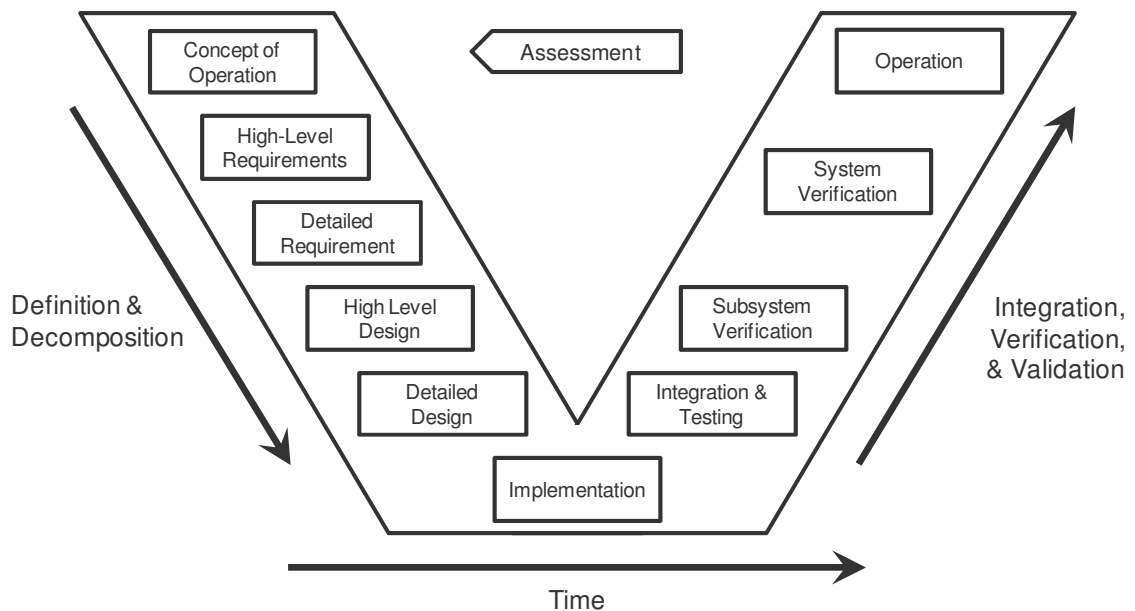 Concept of
Operation
Assessment
Operation
High-Level
Requirements
System
Verification
Detailed
Requirement
Definition &
Decomposition
High Level
Design
Subsystem
Verification
Integration,
Verification,
& Validation
Detailed
Design
Integration &
Testing
Implementation
Time